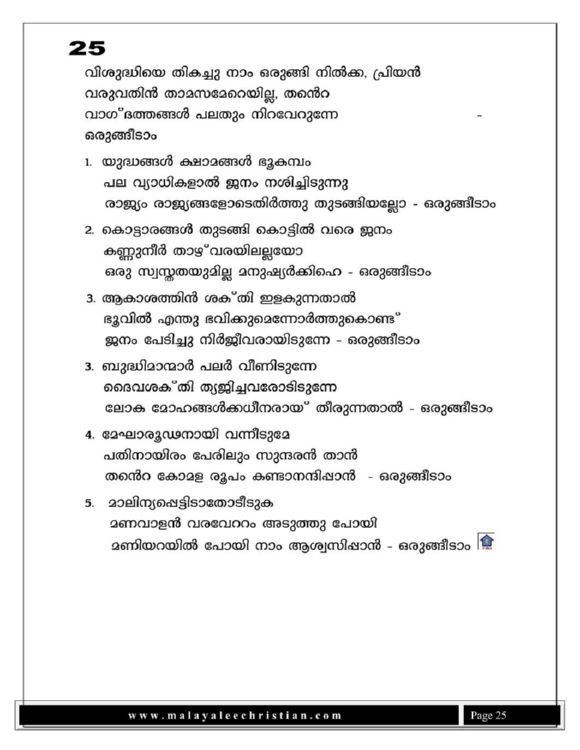 25
വിശുദ്ധിയെ തികച്ചു നാം ഒരുങ്ങി നിൽക്ക, പ്രിയൻ
വരുവതിൻ താമസമേറെയില്ല, തൻെറ
വാഗ്ദത്തങ്ങൾ പലതും നിറവേറുന്നേ -
ഒരുങ്ങീടാം
1. യുദ്ധങ്ങൾ ക്ഷാമങ്ങൾ ഭൂകമ്പം
പല വ്യാധികളാൽ ജനം നശിച്ചിടുന്നു
രാജ്യം രാജ്യങ്ങളോടെതിർത്തു തുടങ്ങിയല്ലോ - ഒരുങ്ങീടാം
2. കൊട്ടാരങ്ങൾ തുടങ്ങി കൊട്ടിൽ വരെ ജനം
കണ്ണുനീർ താഴ്വരയിലല്ലയോ
ഒരു സ്വസ്ഥതയുമില്ല മനുഷ്യർക്കിഹെ - ഒരുങ്ങീടാം
3. ആകാശത്തിൻ ശക്തി ഇളകുന്നതാൽ
ഭൂവിൽ എന്തു ഭവിക്കുമെന്നോർത്തുകൊണ്ട്
ജനം പേടിച്ചു നിർജ്ജീവരായിടുന്നേ - ഒരുങ്ങീടാം
3. ബുദ്ധിമാന്മാർ പലർ വീണിടുന്നേ
ദൈവശക്തി ത്യജിച്ചവരോടിടുന്നേ
ലോക മോഹങ്ങൾക്കധീനരായ് തീരുന്നതാൽ - ഒരുങ്ങീടാം
4. മേഘാരൂഢനായി വന്നീടുമേ
പതിനായിരം പേരിലും സുന്ദരൻ താൻ
തൻെറ കോമള രൂപം കണ്ടാനന്ദിപ്പാൻ - ഒരുങ്ങീടാം
5. മാലിന്യപ്പെട്ടിടാതോടീടുക
മണവാളൻ വരവേററം അടുത്തു പോയി
മണിയറയിൽ പോയി നാം ആശ്വസിപ്പാൻ - ഒരുങ്ങീടാം
www.malayaleechristian.com
Page 25